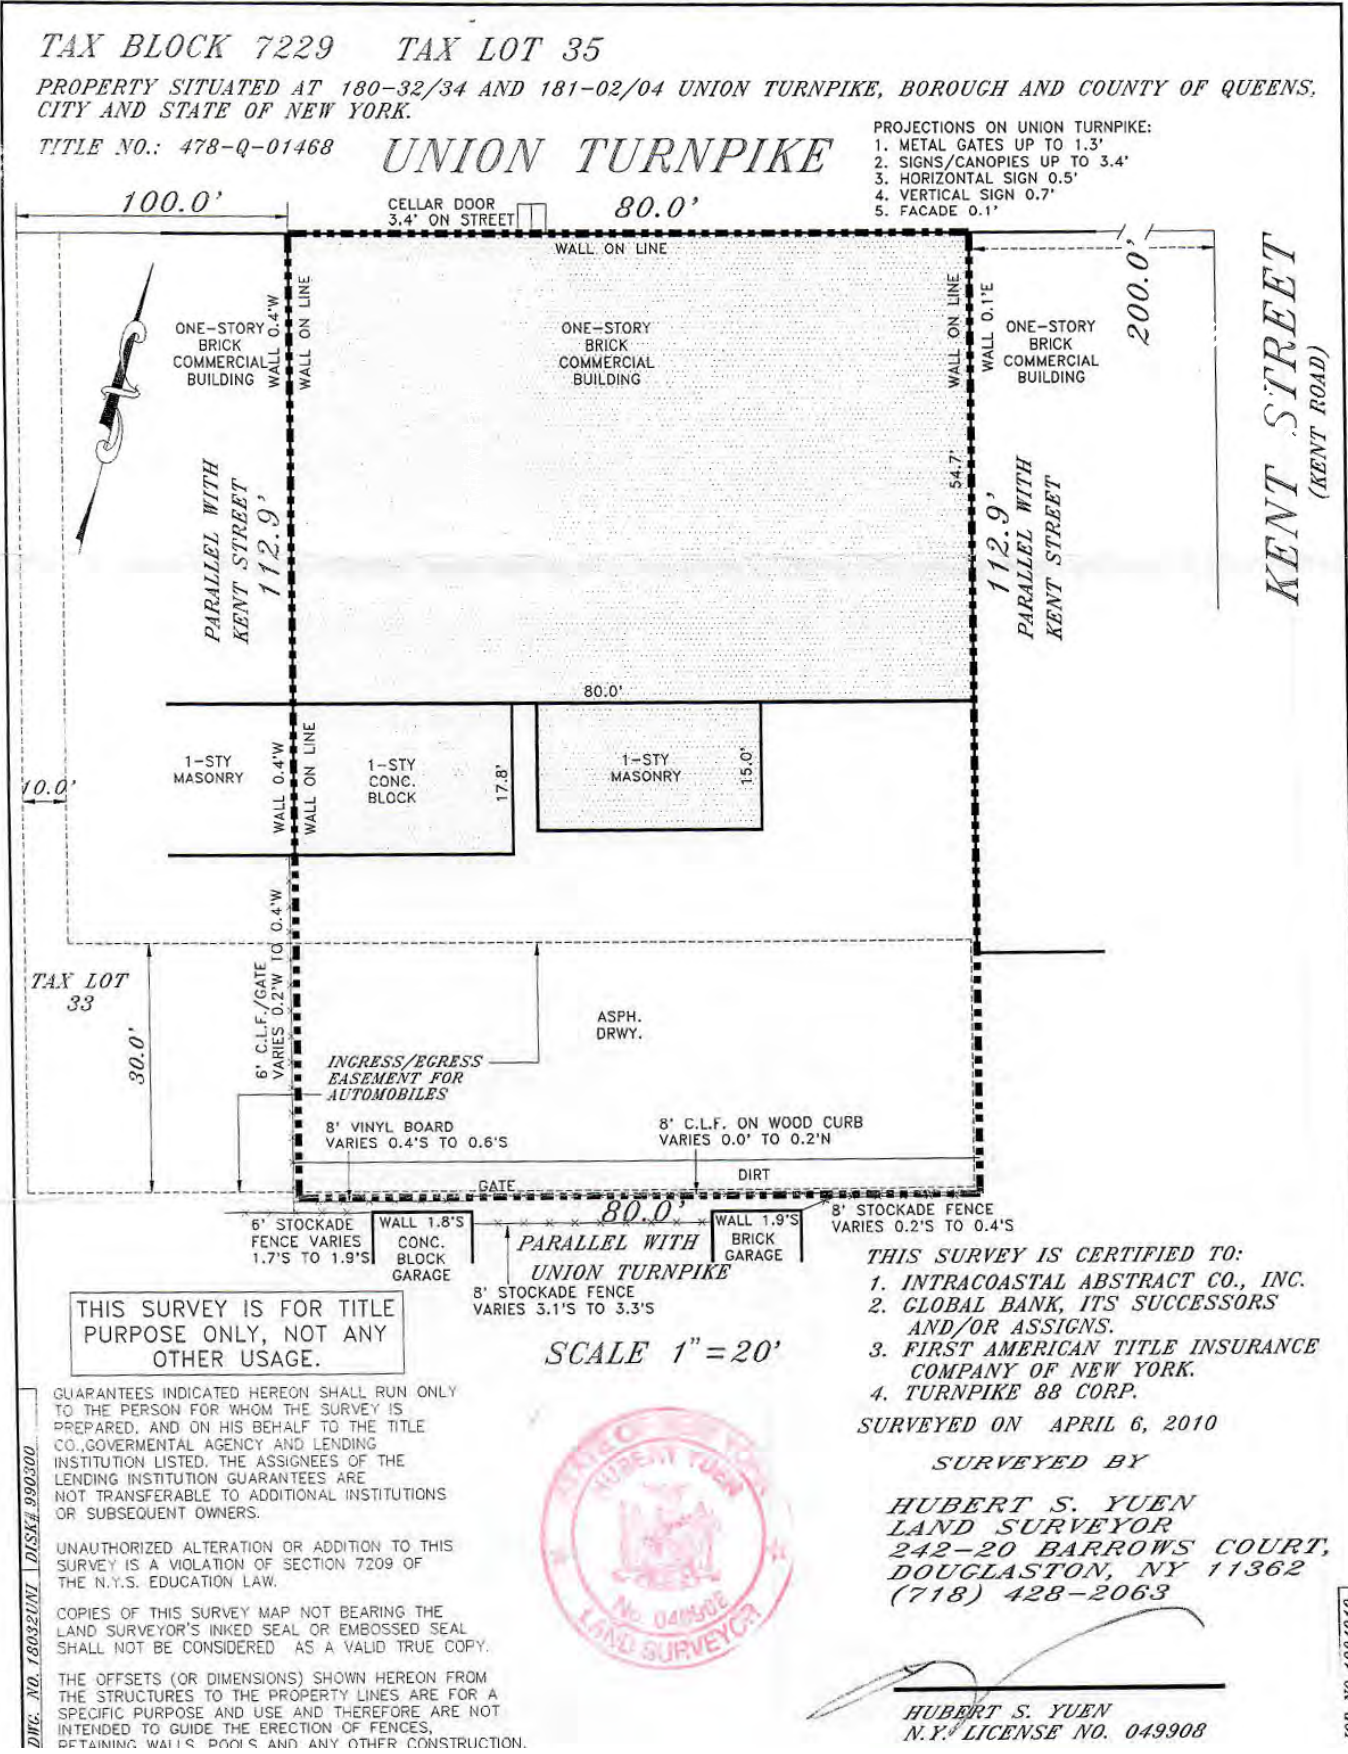 TAX BLOCK 7229 TAX LOT 35
PROPERTY SITUATED AT 180-32/34 AND 181-02/04 UNION TURNPIKE, BOROUGH AND COUNTY OF QUEENS,
CITY AND STATE OF NEW YORK.
TITLE NO.: 478-Q-01468
UNION TURNPIKE
PROJECTIONS ON UNION TURNPIKE:
1. METAL GATES UP TO 1.3'
2. SIGNS/CANOPIES UP TO 3.4'
3. HORIZONTAL SIGN 0.5'
4. VERTICAL SIGN 0.7'
5. FACADE 0.1'
100.0'
CELLAR DOOR
3.4' ON STREET
80.0'
WALL ON LINE
200.0'
KENT STREET
(KENT ROAD)
ONE-STORY
BRICK
COMMERCIAL
BUILDING
WALL 0.4'W
WALL ON LINE
ONE-STORY
BRICK
COMMERCIAL
BUILDING
WALL ON LINE
WALL 0.1'E
ONE-STORY
BRICK
COMMERCIAL
BUILDING
PARALLEL WITH
KENT STREET
112.9'
54.7'
112.9'
PARALLEL WITH
KENT STREET
80.0'
1-STY
MASONRY
WALL 0.4'W
WALL ON LINE
1-STY
CONC.
BLOCK
17.8'
1-STY
MASONRY
15.0'
10.0'
TAX LOT
33
30.0'
6' C.L.F./GATE
VARIES 0.2'W TO 0.4'W
ASPH.
DRWY.
INGRESS/EGRESS
EASEMENT FOR
AUTOMOBILES
8' VINYL BOARD
VARIES 0.4'S TO 0.6'S
8' C.L.F. ON WOOD CURB
VARIES 0.0' TO 0.2'N
GATE
DIRT
80.0'
6' STOCKADE
FENCE VARIES
1.7'S TO 1.9'S
WALL 1.8'S
CONC.
BLOCK
GARAGE
PARALLEL WITH
UNION TURNPIKE
WALL 1.9'S
BRICK
GARAGE
8' STOCKADE FENCE
VARIES 0.2'S TO 0.4'S
8' STOCKADE FENCE
VARIES 3.1'S TO 3.3'S
THIS SURVEY IS FOR TITLE
PURPOSE ONLY, NOT ANY
OTHER USAGE.
SCALE 1"=20'
THIS SURVEY IS CERTIFIED TO:
1. INTRACOASTAL ABSTRACT CO., INC.
2. GLOBAL BANK, ITS SUCCESSORS
AND/OR ASSIGNS.
3. FIRST AMERICAN TITLE INSURANCE
COMPANY OF NEW YORK.
4. TURNPIKE 88 CORP.
SURVEYED ON APRIL 6, 2010
SURVEYED BY
HUBERT S. YUEN
LAND SURVEYOR
242-20 BARROWS COURT,
DOUGLASTON, NY 11362
(718) 428-2063
GUARANTEES INDICATED HEREON SHALL RUN ONLY
TO THE PERSON FOR WHOM THE SURVEY IS
PREPARED, AND ON HIS BEHALF TO THE TITLE
CO.,GOVERMENTAL AGENCY AND LENDING
INSTITUTION LISTED. THE ASSIGNEES OF THE
LENDING INSTITUTION GUARANTEES ARE
NOT TRANSFERABLE TO ADDITIONAL INSTITUTIONS
OR SUBSEQUENT OWNERS.
UNAUTHORIZED ALTERATION OR ADDITION TO THIS
SURVEY IS A VIOLATION OF SECTION 7209 OF
THE N.Y.S. EDUCATION LAW.
COPIES OF THIS SURVEY MAP NOT BEARING THE
LAND SURVEYOR'S INKED SEAL OR EMBOSSED SEAL
SHALL NOT BE CONSIDERED AS A VALID TRUE COPY.
THE OFFSETS (OR DIMENSIONS) SHOWN HEREON FROM
THE STRUCTURES TO THE PROPERTY LINES ARE FOR A
SPECIFIC PURPOSE AND USE AND THEREFORE ARE NOT
INTENDED TO GUIDE THE ERECTION OF FENCES,
RETAINING WALLS, POOLS AND ANY OTHER CONSTRUCTION.
DWG. NO. 18032UNI DISK# 990300
HUBERT YUEN
LAND SURVEYOR
HUBERT S. YUEN
N.Y. LICENSE NO. 049908